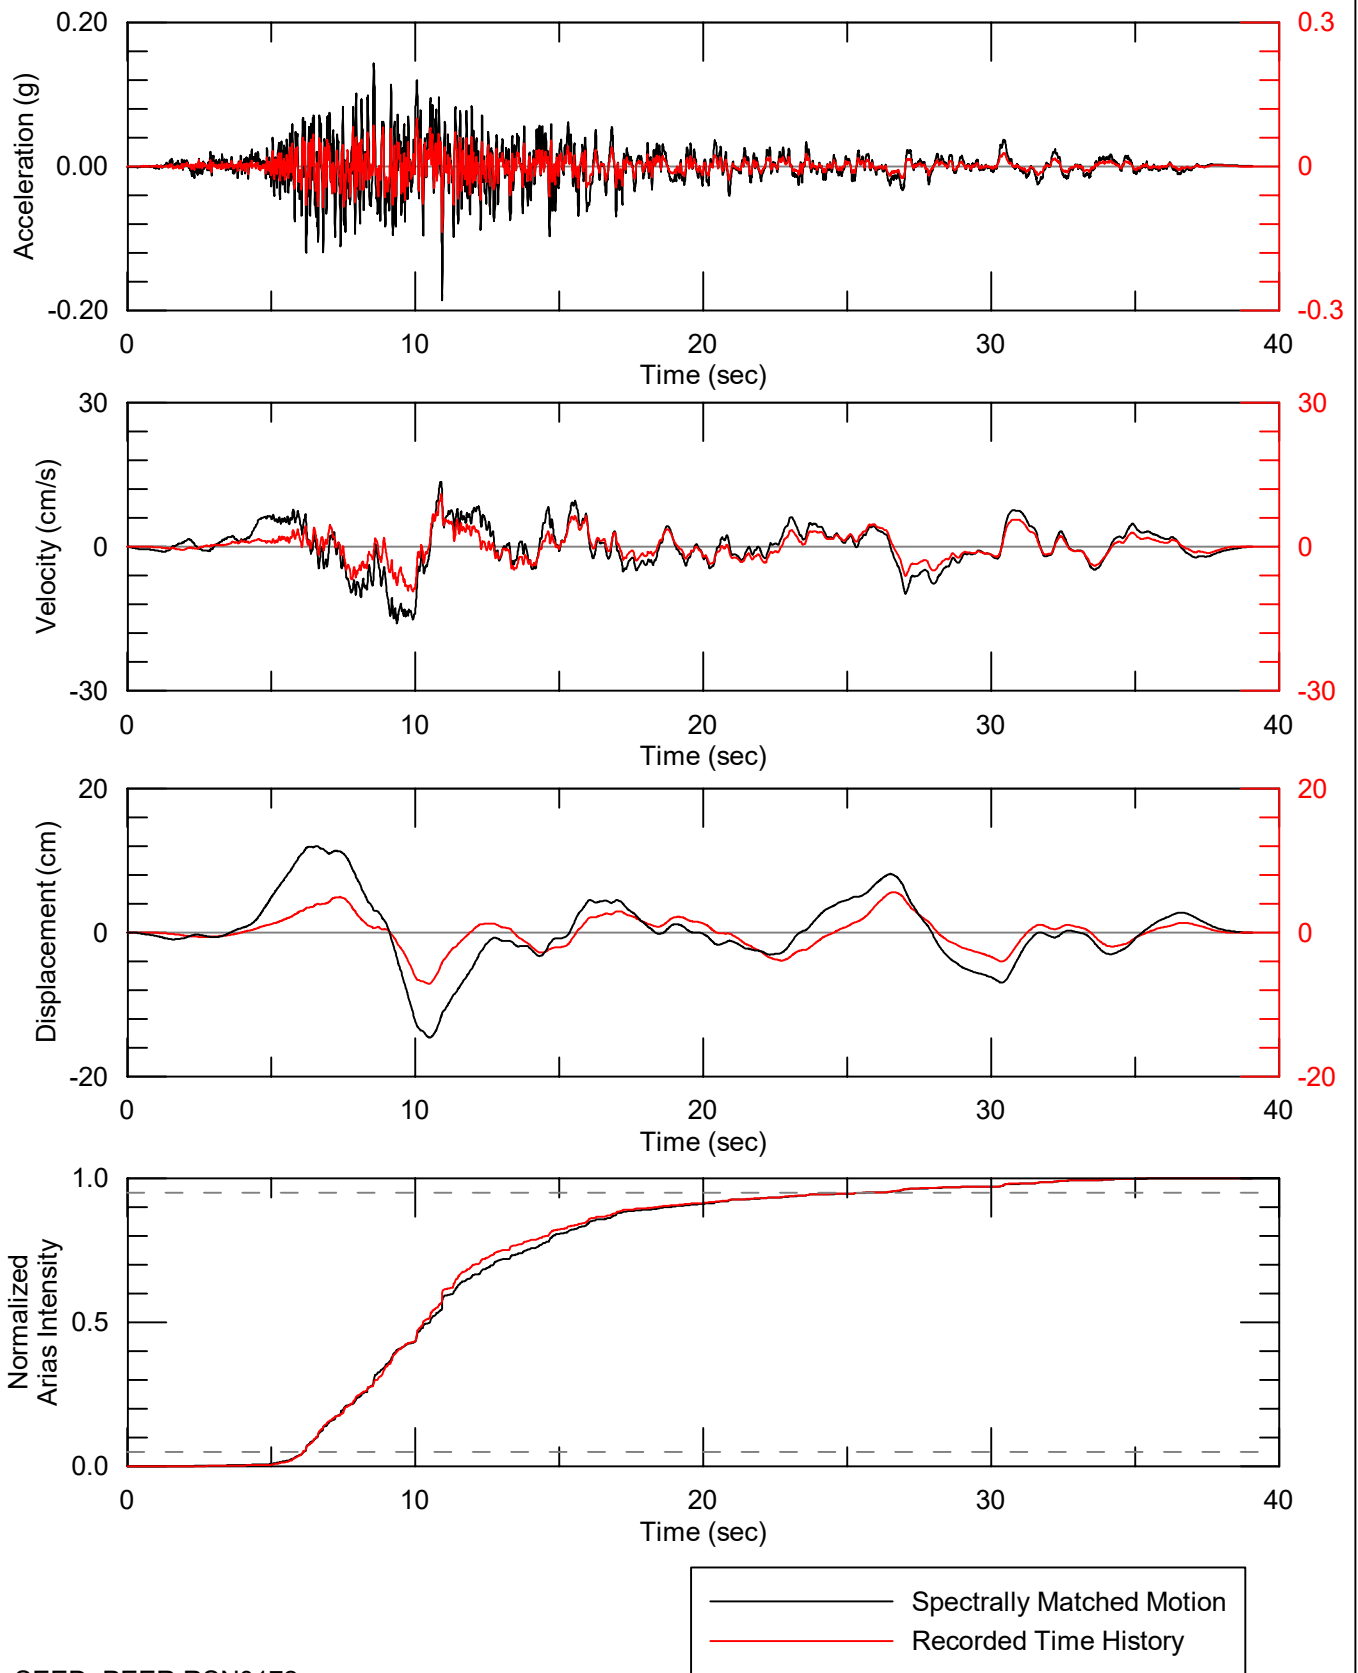 0.20
0.00
-0.20
Acceleration (g)
0.3
0
-0.3
0 10 20 30 40
Time (sec)
30
0
-30
Velocity (cm/s)
30
0
-30
0 10 20 30 40
Time (sec)
20
0
-20
Displacement (cm)
20
0
-20
0 10 20 30 40
Time (sec)
1.0
0.5
0.0
Normalized
Arias Intensity
0 10 20 30 40
Time (sec)
Spectrally Matched Motion
Recorded Time History